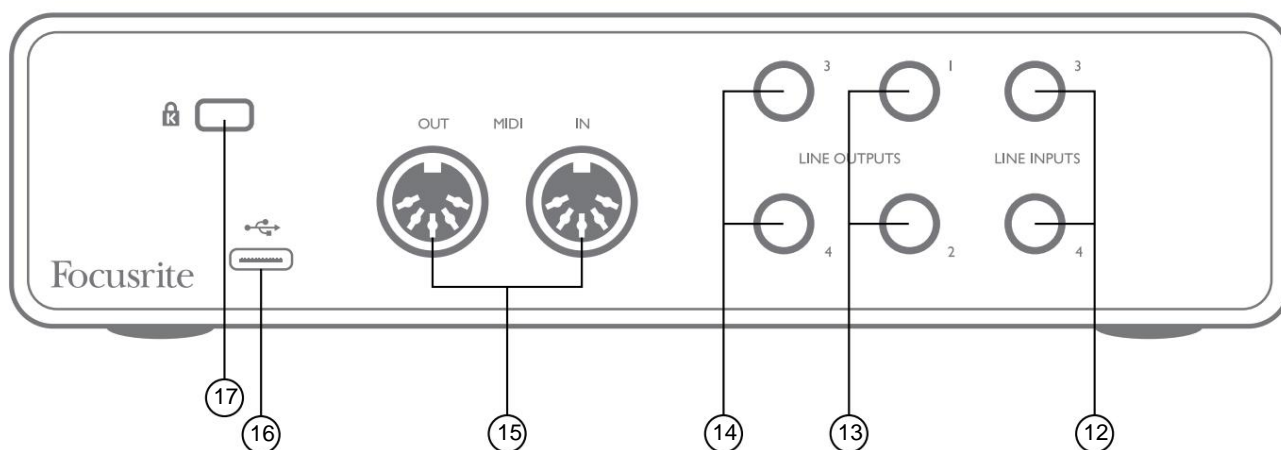 3 1 3
K
OUT MIDI IN
LINE OUTPUTS LINE INPUTS
4 2 4
Focusrite
17 16 15 14 13 12